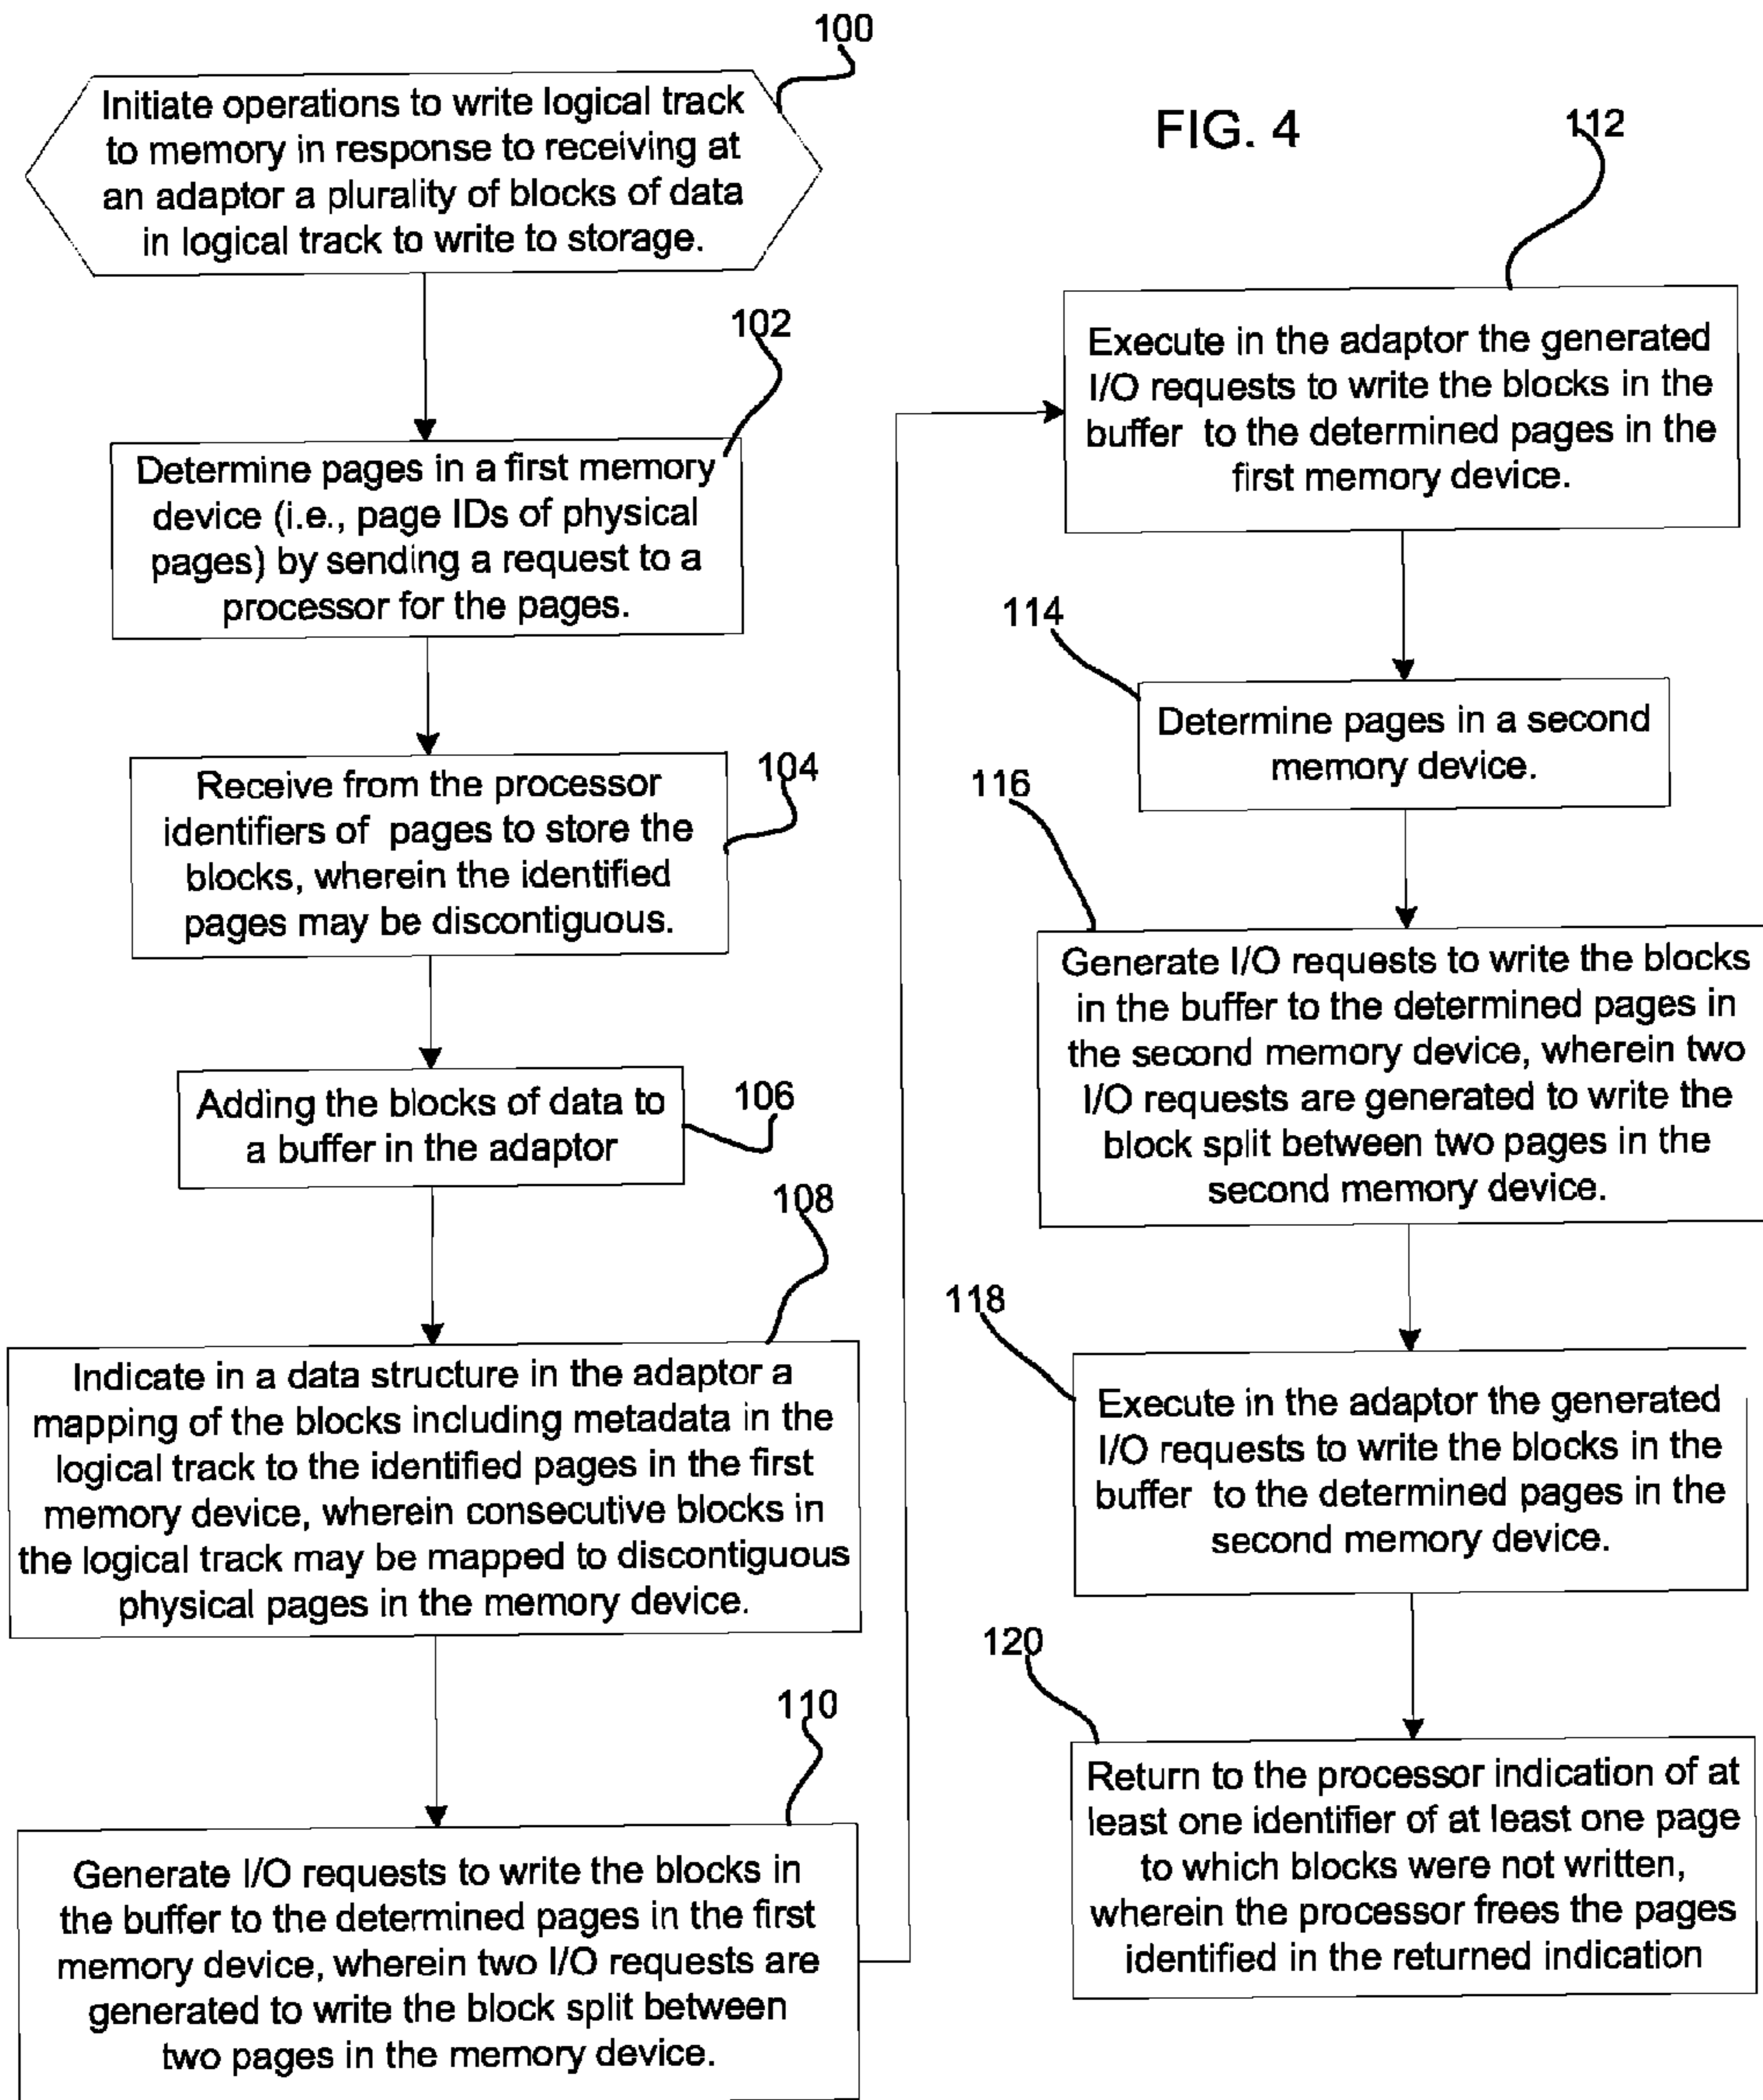 100
Initiate operations to write logical track
to memory in response to receiving at
an adaptor a plurality of blocks of data
in logical track to write to storage.
102
Determine pages in a first memory
device (i.e., page IDs of physical
pages) by sending a request to a
processor for the pages.
104
Receive from the processor
identifiers of pages to store the
blocks, wherein the identified
pages may be discontiguous.
106
Adding the blocks of data to
a buffer in the adaptor
108
Indicate in a data structure in the adaptor a
mapping of the blocks including metadata in the
logical track to the identified pages in the first
memory device, wherein consecutive blocks in
the logical track may be mapped to discontiguous
physical pages in the memory device.
110
Generate I/O requests to write the blocks in
the buffer to the determined pages in the first
memory device, wherein two I/O requests are
generated to write the block split between
two pages in the memory device.
FIG. 4
112
Execute in the adaptor the generated
I/O requests to write the blocks in the
buffer to the determined pages in the
first memory device.
114
Determine pages in a second
memory device.
116
Generate I/O requests to write the blocks
in the buffer to the determined pages in
the second memory device, wherein two
I/O requests are generated to write the
block split between two pages in the
second memory device.
118
Execute in the adaptor the generated
I/O requests to write the blocks in the
buffer to the determined pages in the
second memory device.
120
Return to the processor indication of at
least one identifier of at least one page
to which blocks were not written,
wherein the processor frees the pages
identified in the returned indication